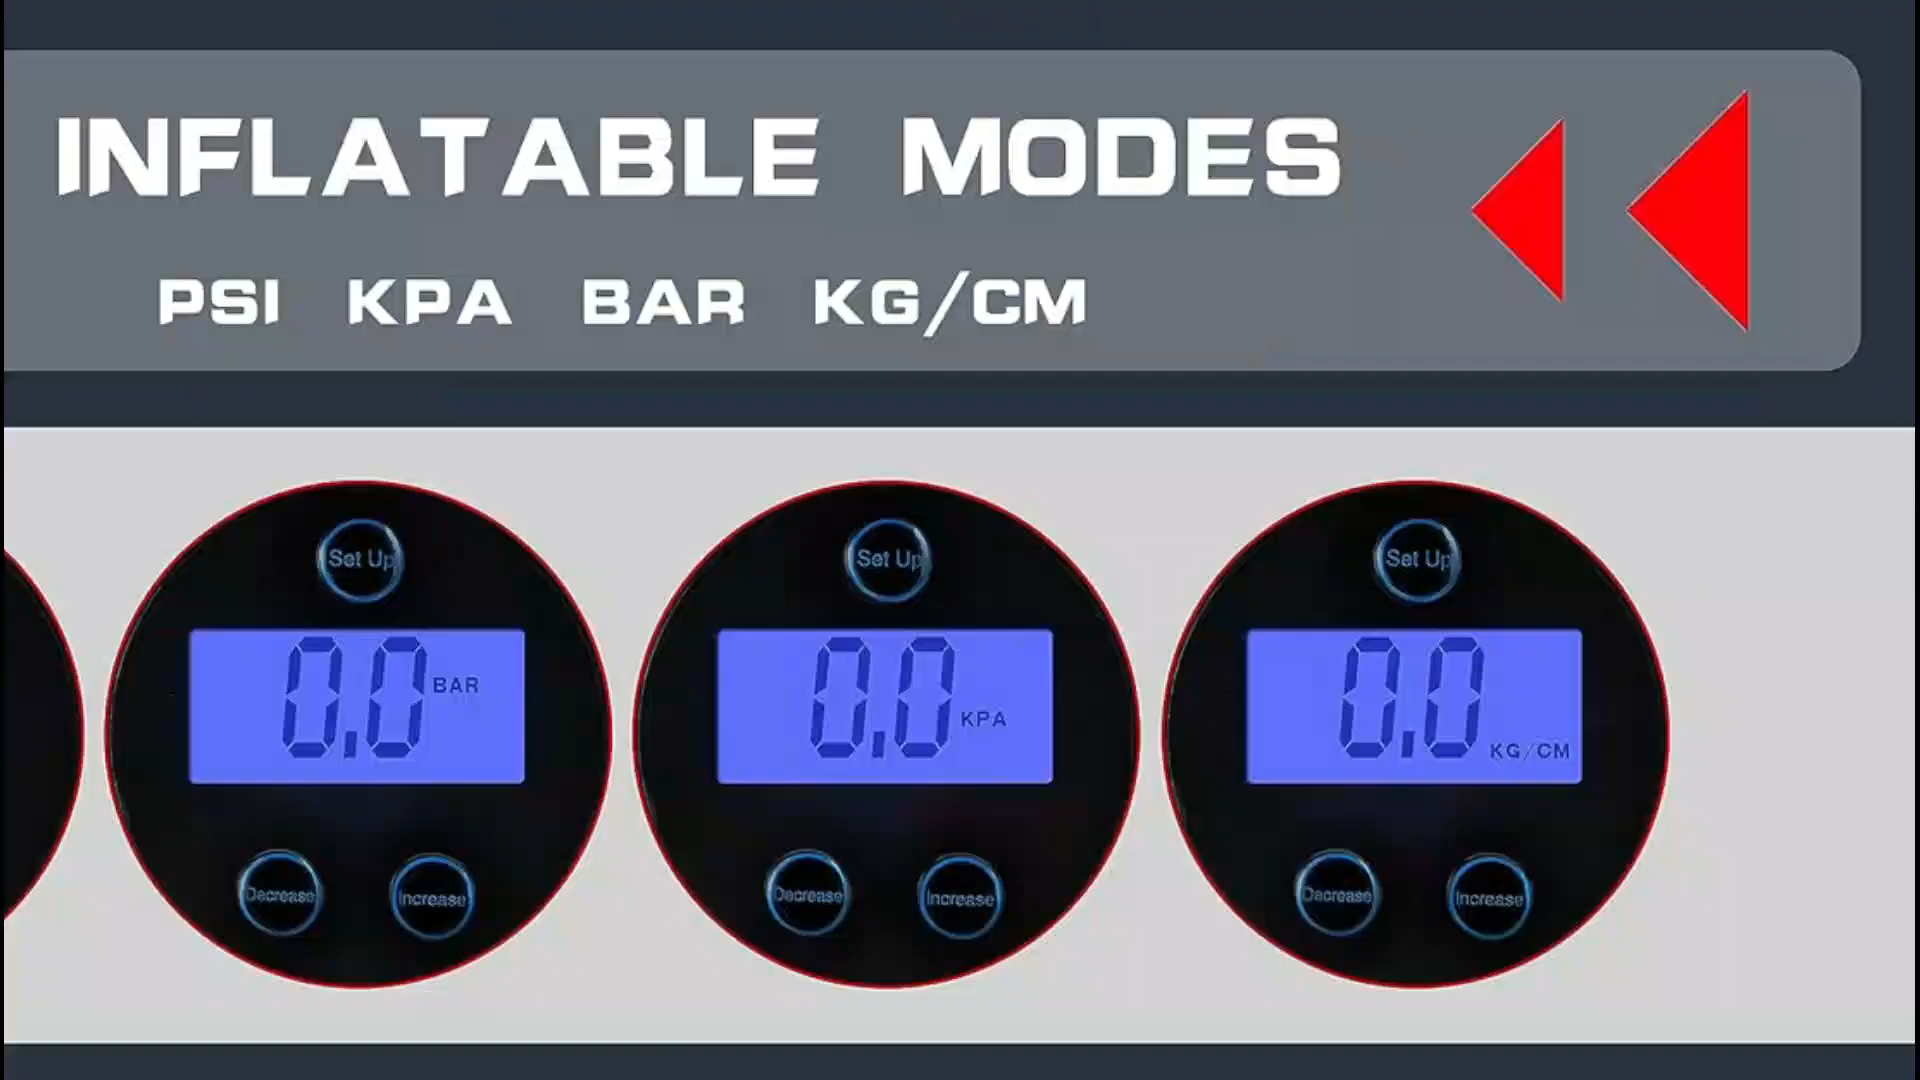 INFLATABLE MODES
PSI KPA BAR KG/CM
Set Up
0.0 BAR
Decrease Increase
Set Up
0.0 KPA
Decrease Increase
Set Up
0.0 KG/CM
Decrease Increase